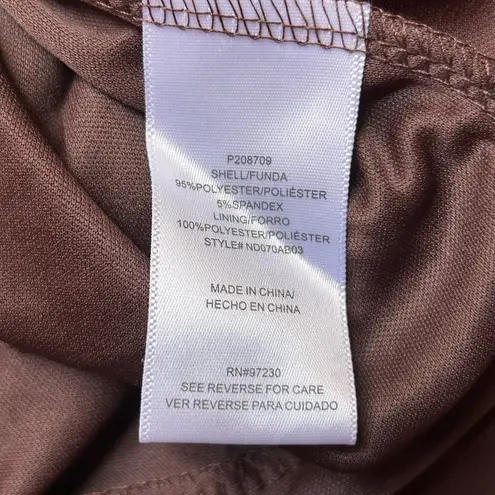 P208709
SHELL/FUNDA
95%POLYESTER/POLIÉSTER
5%SPANDEX
LINING/FORRO
100%POLYESTER/POLIÉSTER
STYLE# ND070AB03
MADE IN CHINA/
HECHO EN CHINA
RN#97230
SEE REVERSE FOR CARE
VER REVERSE PARA CUIDADO